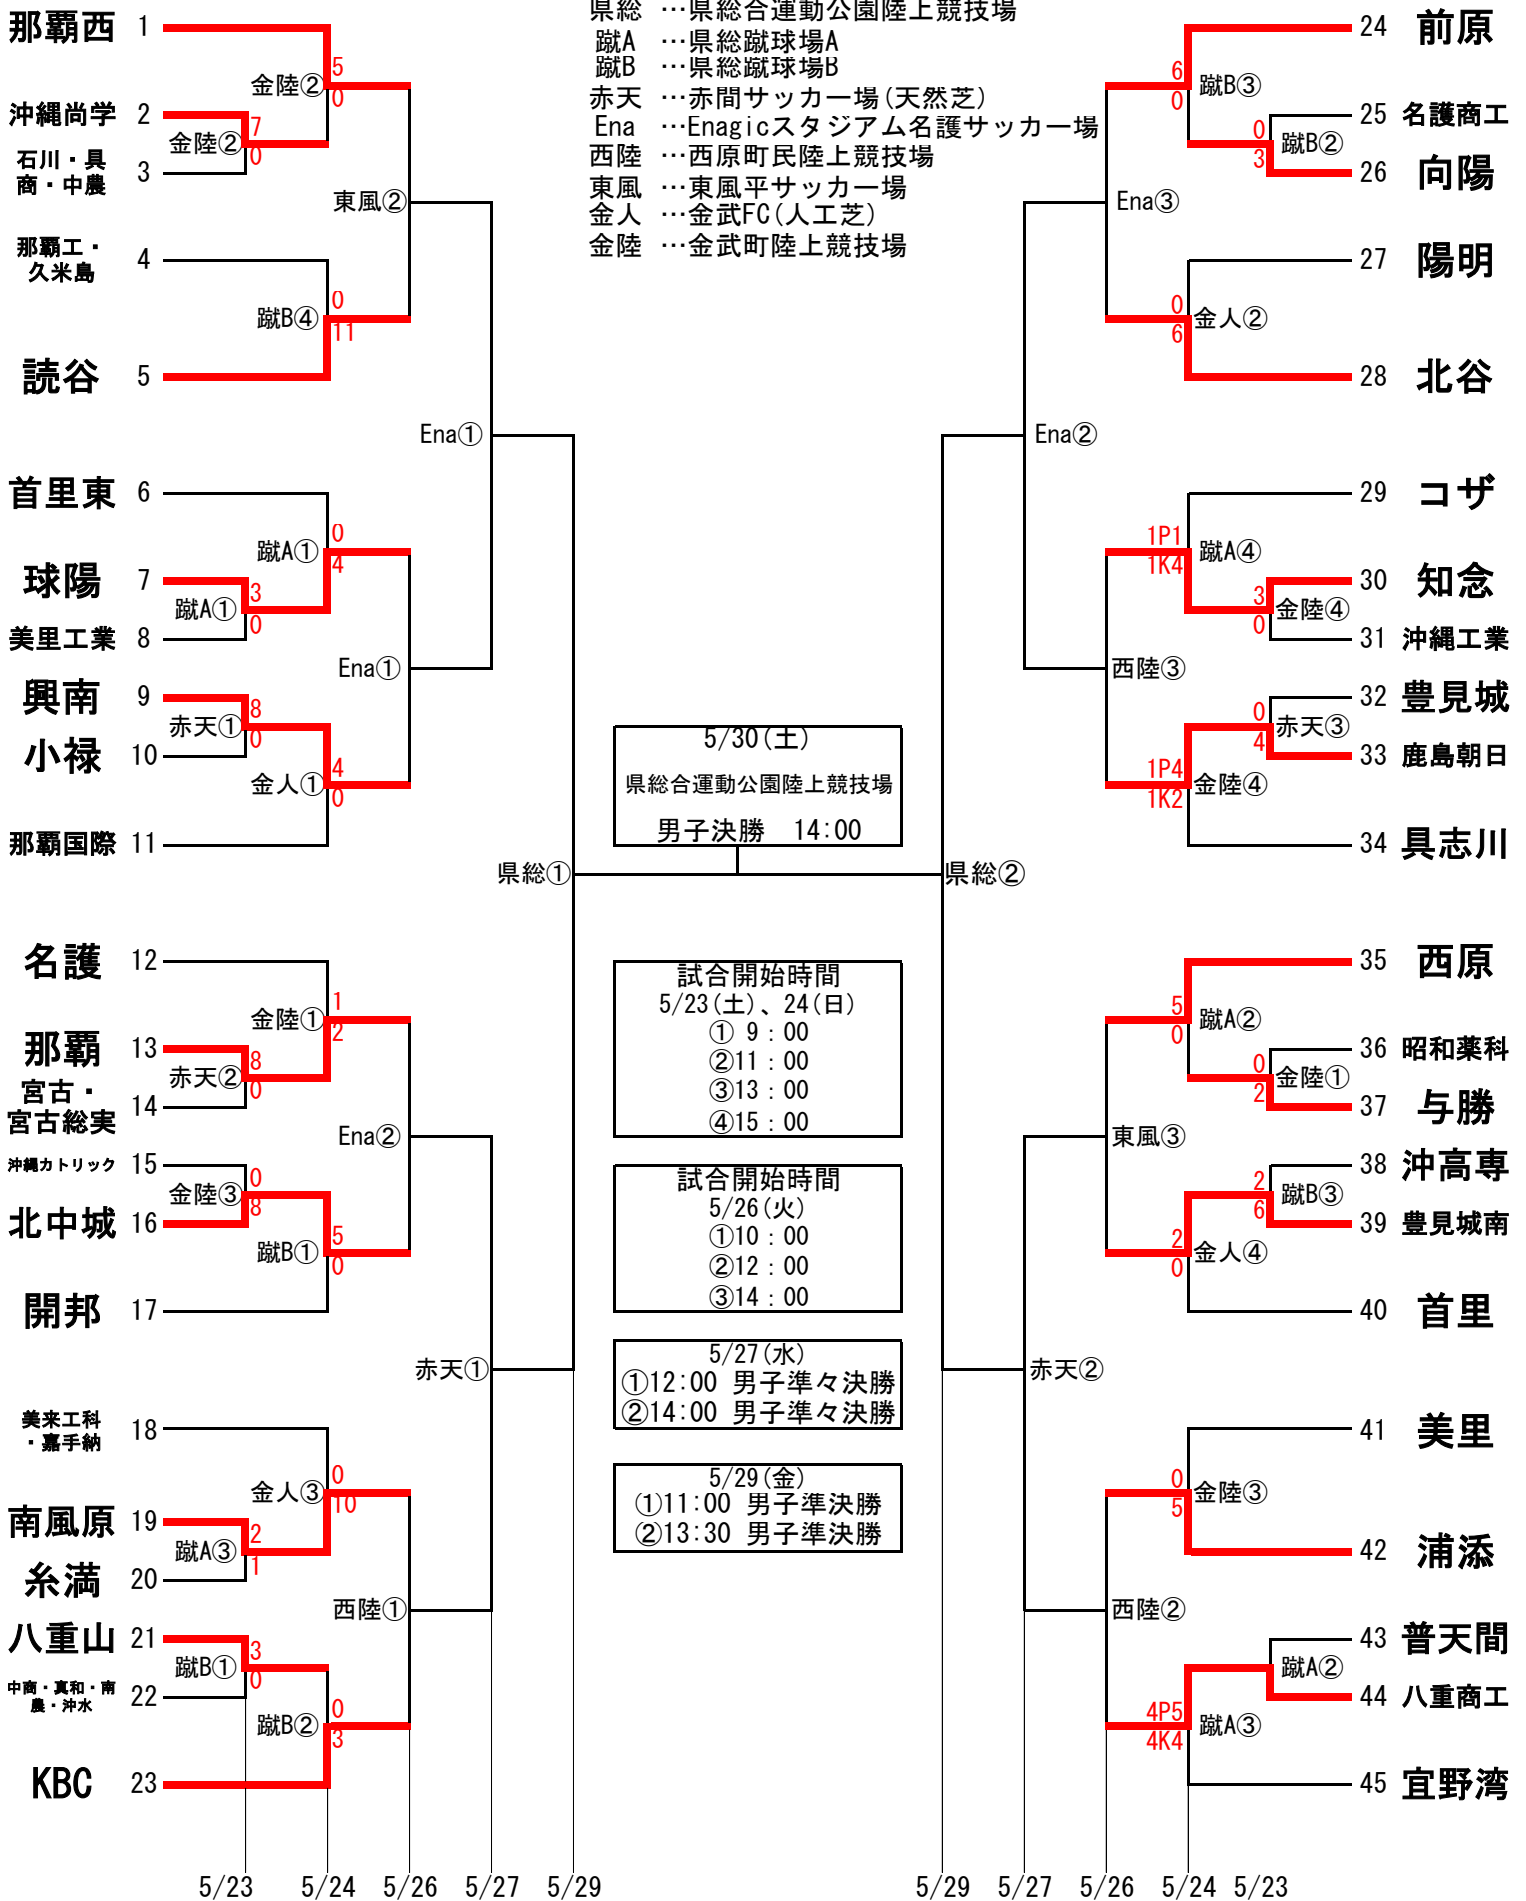 県総 …県総合運動公園陸上競技場
蹴A …県総蹴球場A
蹴B …県総蹴球場B
赤天 …赤間サッカー場(天然芝)
Ena …Enagicスタジアム名護サッカー場
西陸 …西原町民陸上競技場
東風 …東風平サッカー場
金人 …金武FC(人工芝)
金陸 …金武町陸上競技場
那覇西 1
沖縄尚学 2
石川・具
商・中農 3
那覇工・
久米島 4
読谷 5
首里東 6
球陽 7
美里工業 8
興南 9
小禄 10
那覇国際 11
名護 12
那覇 13
宮古・
宮古総実 14
沖縄カトリック 15
北中城 16
開邦 17
美来工科
・嘉手納 18
南風原 19
糸満 20
八重山 21
中商・真和・南
農・沖水 22
KBC 23
金陸② 7 0
蹴A① 3 0
赤天① 8 0
赤天② 8 0
金陸③ 0 8
蹴A③ 2 1
蹴B① 3 0
金陸② 5 0
蹴B④ 0 11
蹴A① 0 4
金人① 4 0
金陸① 1 2
蹴B① 5 0
金人③ 0 10
蹴B② 0 3
東風②
Ena①
Ena②
西陸①
Ena①
赤天①
県総①
5/30(土)
県総合運動公園陸上競技場
男子決勝 14:00
試合開始時間
5/23(土)、24(日)
① 9：00
②11：00
③13：00
④15：00
試合開始時間
5/26(火)
①10：00
②12：00
③14：00
5/27(水)
①12:00 男子準々決勝
②14:00 男子準々決勝
5/29(金)
①11:00 男子準決勝
②13:30 男子準決勝
県総②
Ena②
赤天②
Ena③
西陸③
東風③
西陸②
6 0 蹴B③
0 6 金人②
1P1 1K4 蹴A④
1P4 1K2 金陸④
5 0 蹴A②
2 0 金人④
0 5 金陸③
4P5 4K4 蹴A③
0 3 蹴B②
3 0 金陸④
0 4 赤天③
0 2 金陸①
2 6 蹴B③
蹴A②
24 前原
25 名護商工
26 向陽
27 陽明
28 北谷
29 コザ
30 知念
31 沖縄工業
32 豊見城
33 鹿島朝日
34 具志川
35 西原
36 昭和薬科
37 与勝
38 沖高専
39 豊見城南
40 首里
41 美里
42 浦添
43 普天間
44 八重商工
45 宜野湾
5/23 5/24 5/26 5/27 5/29 5/29 5/27 5/26 5/24 5/23